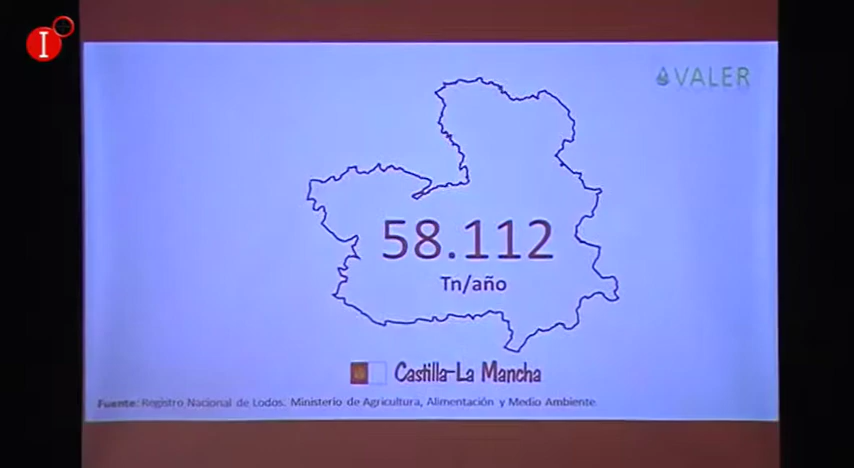 I
VALER
58.112
Tn/año
Castilla-La Mancha
Fuente: Registro Nacional de Lodos. Ministerio de Agricultura, Alimentación y Medio Ambiente.